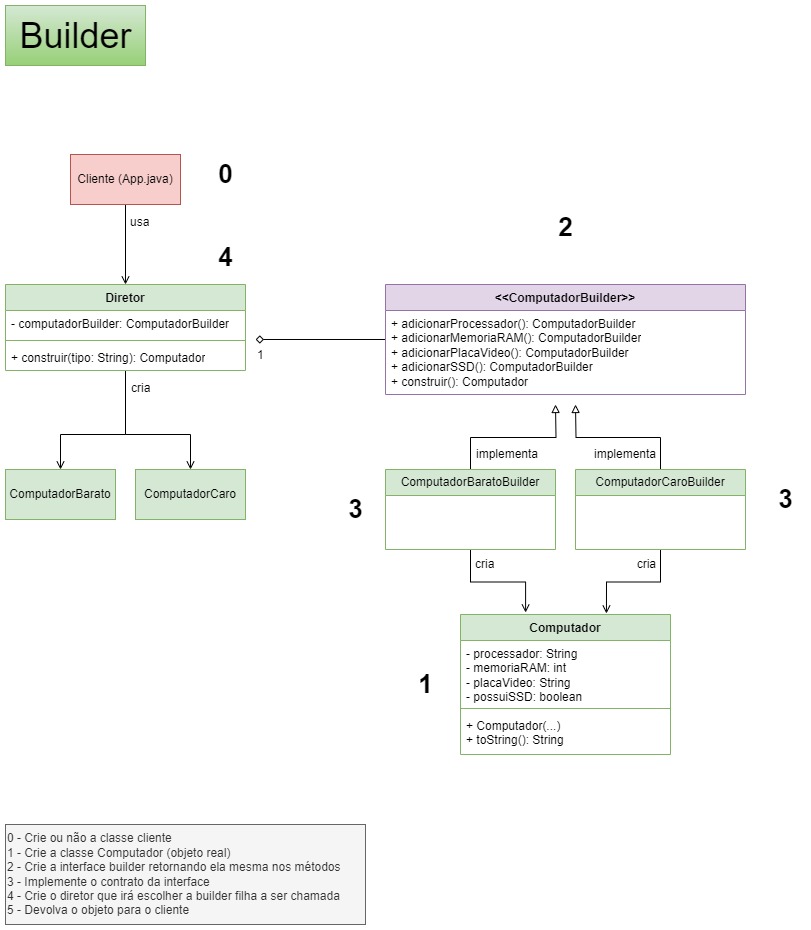 Builder
Cliente (App.java)
0
usa
4
2
Diretor
- computadorBuilder: ComputadorBuilder
+ construir(tipo: String): Computador
1
<<ComputadorBuilder>>
+ adicionarProcessador(): ComputadorBuilder
+ adicionarMemoriaRAM(): ComputadorBuilder
+ adicionarPlacaVideo(): ComputadorBuilder
+ adicionarSSD(): ComputadorBuilder
+ construir(): Computador
cria
ComputadorBarato
ComputadorCaro
implementa
implementa
3
ComputadorBaratoBuilder
ComputadorCaroBuilder
3
cria
cria
1
Computador
- processador: String
- memoriaRAM: int
- placaVideo: String
- possuiSSD: boolean
+ Computador(...)
+ toString(): String
0 - Crie ou não a classe cliente
1 - Crie a classe Computador (objeto real)
2 - Crie a interface builder retornando ela mesma nos métodos
3 - Implemente o contrato da interface
4 - Crie o diretor que irá escolher a builder filha a ser chamada
5 - Devolva o objeto para o cliente